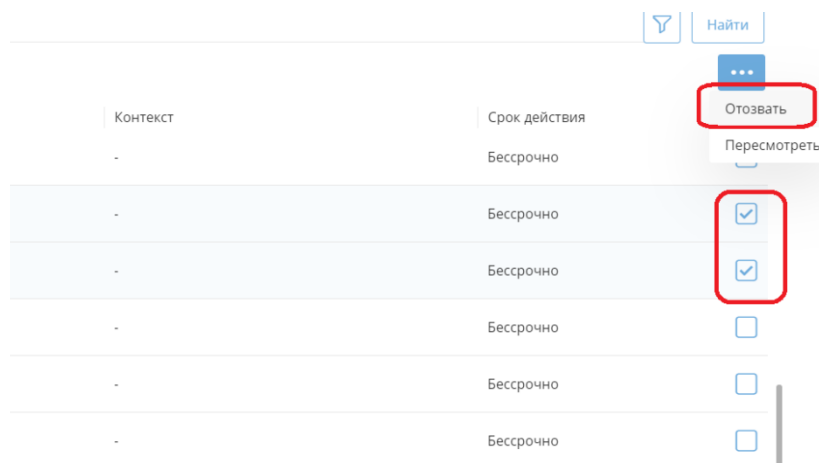 Найти
Отозвать
Контекст Срок действия
Пересмотреть
- Бессрочно
- Бессрочно
- Бессрочно
- Бессрочно
- Бессрочно
- Бессрочно